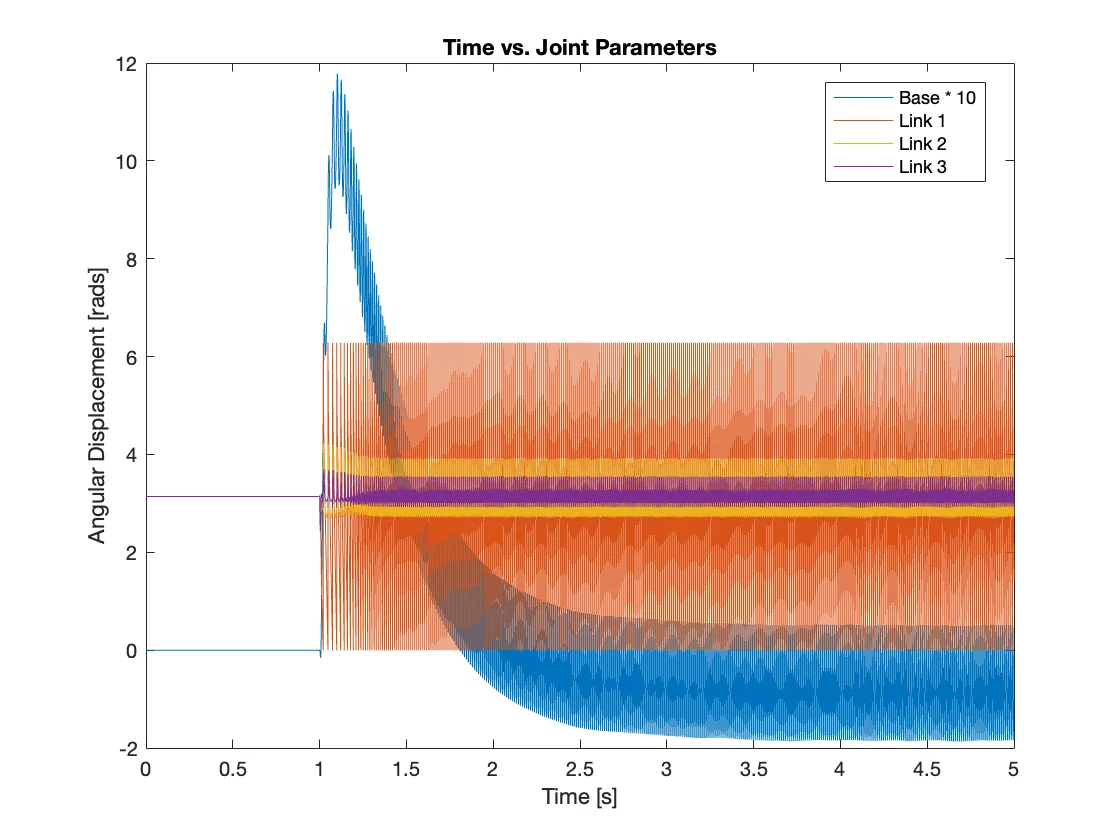 Time vs. Joint Parameters
12
10
8
6
4
2
0
-2
Angular Displacement [rads]
Base * 10
Link 1
Link 2
Link 3
0 0.5 1 1.5 2 2.5 3 3.5 4 4.5 5
Time [s]